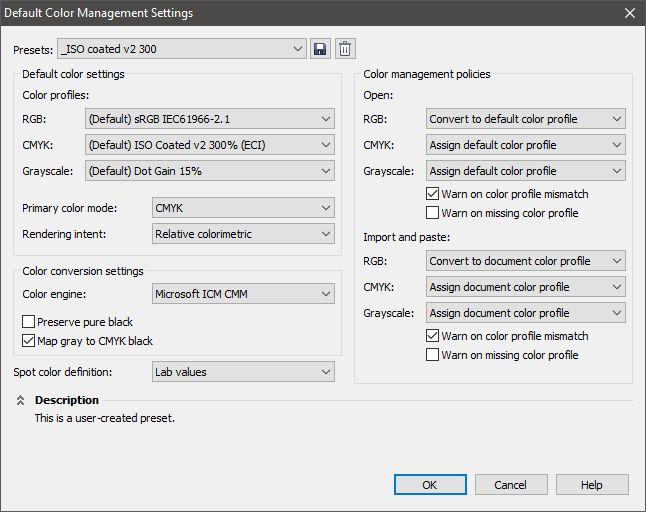 Default Color Management Settings
Presets: _ISO coated v2 300
Default color settings
Color profiles:
RGB: (Default) sRGB IEC61966-2.1
CMYK: (Default) ISO Coated v2 300% (ECI)
Grayscale: (Default) Dot Gain 15%
Primary color mode: CMYK
Rendering intent: Relative colorimetric
Color conversion settings
Color engine: Microsoft ICM CMM
Preserve pure black
Map gray to CMYK black
Spot color definition: Lab values
Color management policies
Open:
RGB: Convert to default color profile
CMYK: Assign default color profile
Grayscale: Assign default color profile
Warn on color profile mismatch
Warn on missing color profile
Import and paste:
RGB: Convert to document color profile
CMYK: Assign document color profile
Grayscale: Assign document color profile
Warn on color profile mismatch
Warn on missing color profile
Description
This is a user-created preset.
OK Cancel Help